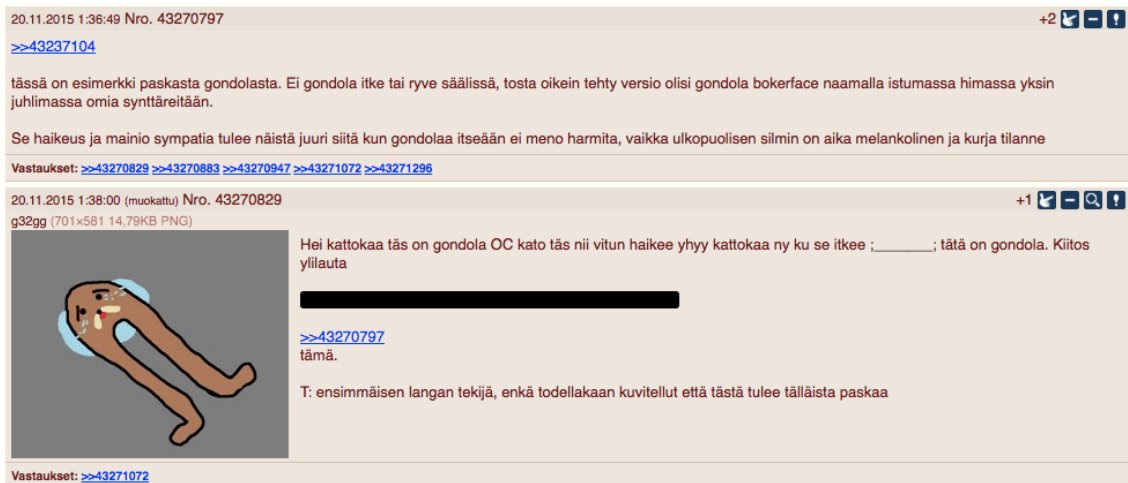 20.11.2015 1:36:49 Nro. 43270797 +2
>>43237104
tässä on esimerkki paskasta gondolasta. Ei gondola itke tai ryve säälissä, tosta oikein tehty versio olisi gondola bokerface naamalla istumassa himassa yksin
juhlimassa omia synttäreitään.
Se haikeus ja mainio sympatia tulee näistä juuri siitä kun gondolaa itseään ei meno harmita, vaikka ulkopuolisen silmin on aika melankolinen ja kurja tilanne
Vastaukset: >>43270829 >>43270883 >>43270947 >>43271072 >>43271296
20.11.2015 1:38:00 (muokattu) Nro. 43270829 +1
g32gg (701×581 14,79KB PNG)
Hei kattokaa täs on gondola OC kato täs nii vitun haikee yhyy kattokaa ny ku se itkee ;_______; tätä on gondola. Kiitos
ylilauta
>>43270797
tämä.
T: ensimmäisen langan tekijä, enkä todellakaan kuvitellut että tästä tulee tälläista paskaa
Vastaukset: >>43271072